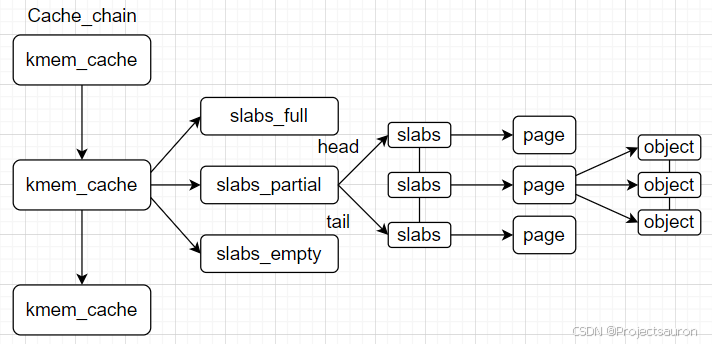 Cache_chain
kmem_cache
slabs_full
head
slabs
page
object
kmem_cache
slabs_partial
slabs
page
object
tail
slabs
page
object
slabs_empty
kmem_cache
CSDN @Projectsauron